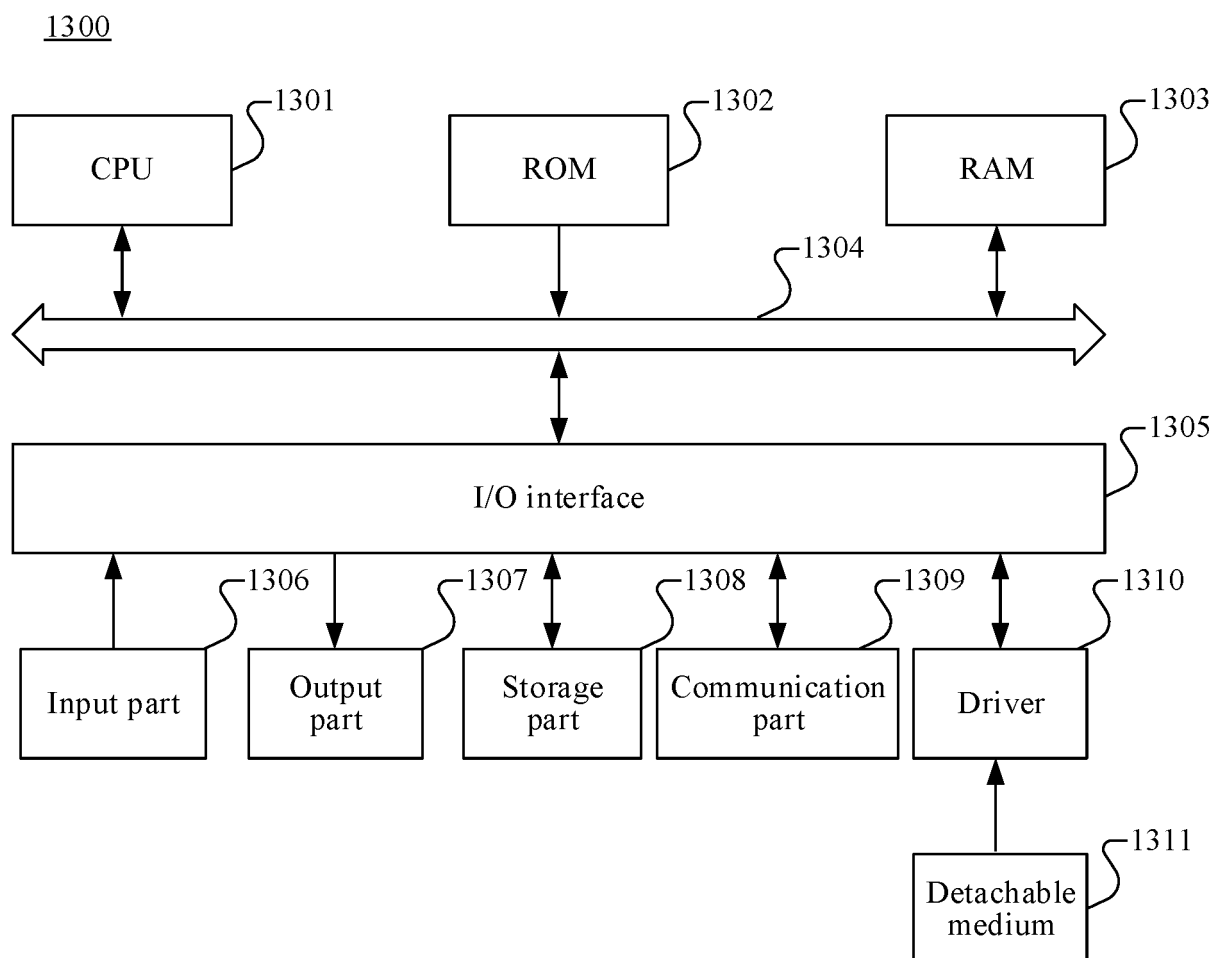 1300
1301
1302
1303
CPU
ROM
RAM
1304
1305
I/O interface
1306
1307
1308
1309
1310
Input part
Output
part
Storage
part
Communication
part
Driver
1311
Detachable
medium